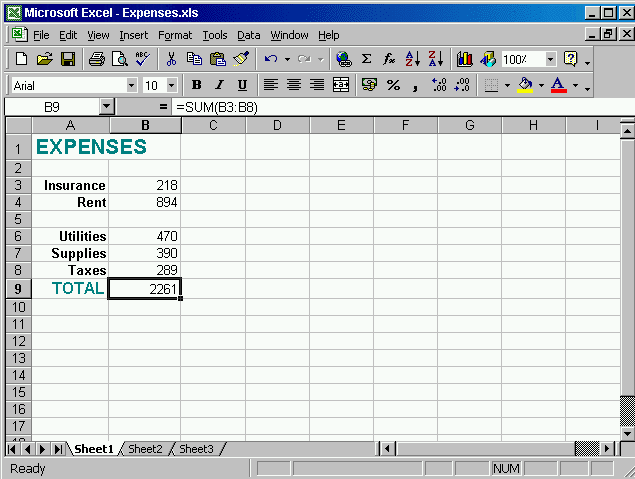 Microsoft Excel - Expenses.xls
File Edit View Insert Format Tools Data Window Help
100%
Arial 10 B I U
B9 = =SUM(B3:B8)
A B C D E F G H I
1 EXPENSES
2
3 Insurance 218
4 Rent 894
5
6 Utilities 470
7 Supplies 390
8 Taxes 289
9 TOTAL 2261
10
11
12
13
14
15
16
17
Sheet1 Sheet2 Sheet3
Ready NUM